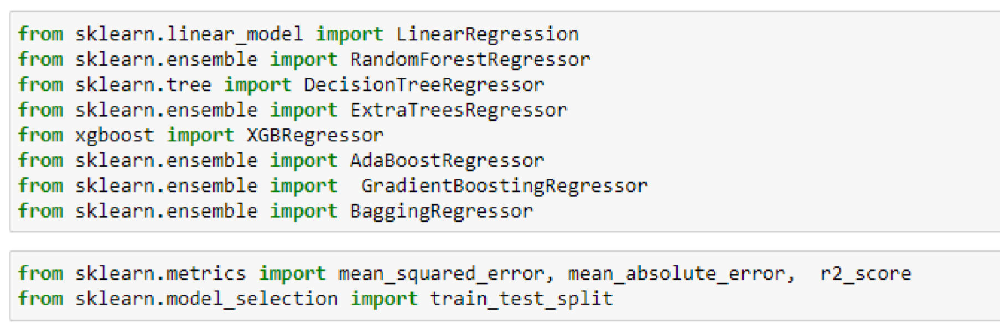 from sklearn.linear_model import LinearRegression
from sklearn.ensemble import RandomForestRegressor
from sklearn.tree import DecisionTreeRegressor
from sklearn.ensemble import ExtraTreesRegressor
from xgboost import XGBRegressor
from sklearn.ensemble import AdaBoostRegressor
from sklearn.ensemble import  GradientBoostingRegressor
from sklearn.ensemble import BaggingRegressor
from sklearn.metrics import mean_squared_error, mean_absolute_error,  r2_score
from sklearn.model_selection import train_test_split